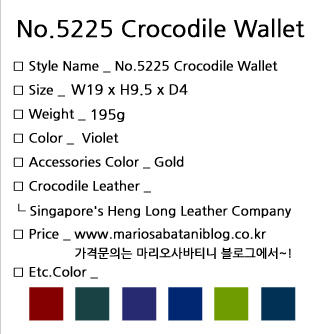 No.5225 Crocodile Wallet
□ Style Name _ No.5225 Crocodile Wallet
□ Size _ W19 x H9.5 x D4
□ Weight _ 195g
□ Color _ Violet
□ Accessories Color _ Gold
□ Crocodile Leather _
└ Singapore's Heng Long Leather Company
□ Price _ www.mariosabataniblog.co.kr
가격문의는 마리오사바티니 블로그에서~!
□ Etc.Color _